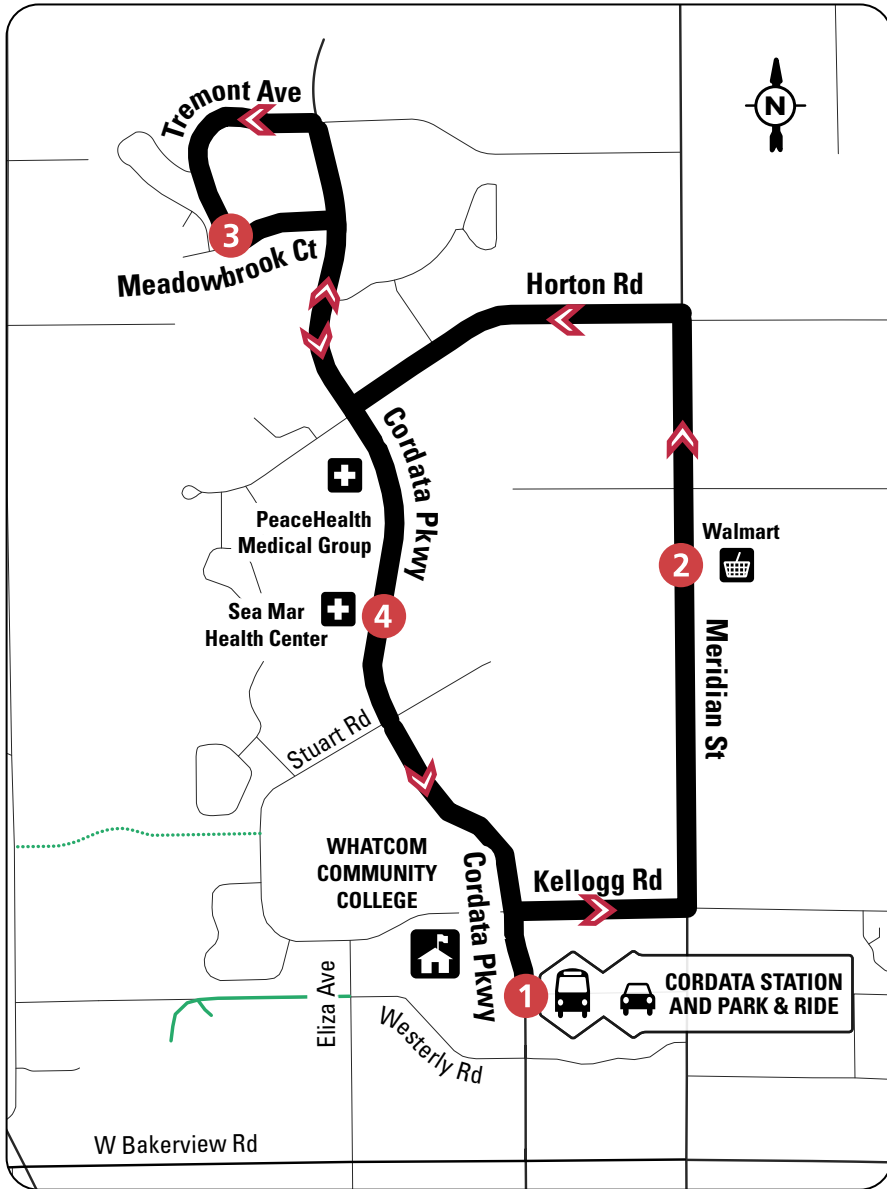 Tremont Ave
N
3
Meadowbrook Ct
Horton Rd
Cordata Pkwy
PeaceHealth
Medical Group
Walmart
2
Sea Mar
Health Center
4
Meridian St
Stuart Rd
WHATCOM
COMMUNITY
COLLEGE
Cordata Pkwy
Kellogg Rd
Eliza Ave
1
CORDATA STATION
AND PARK & RIDE
Westerly Rd
W Bakerview Rd